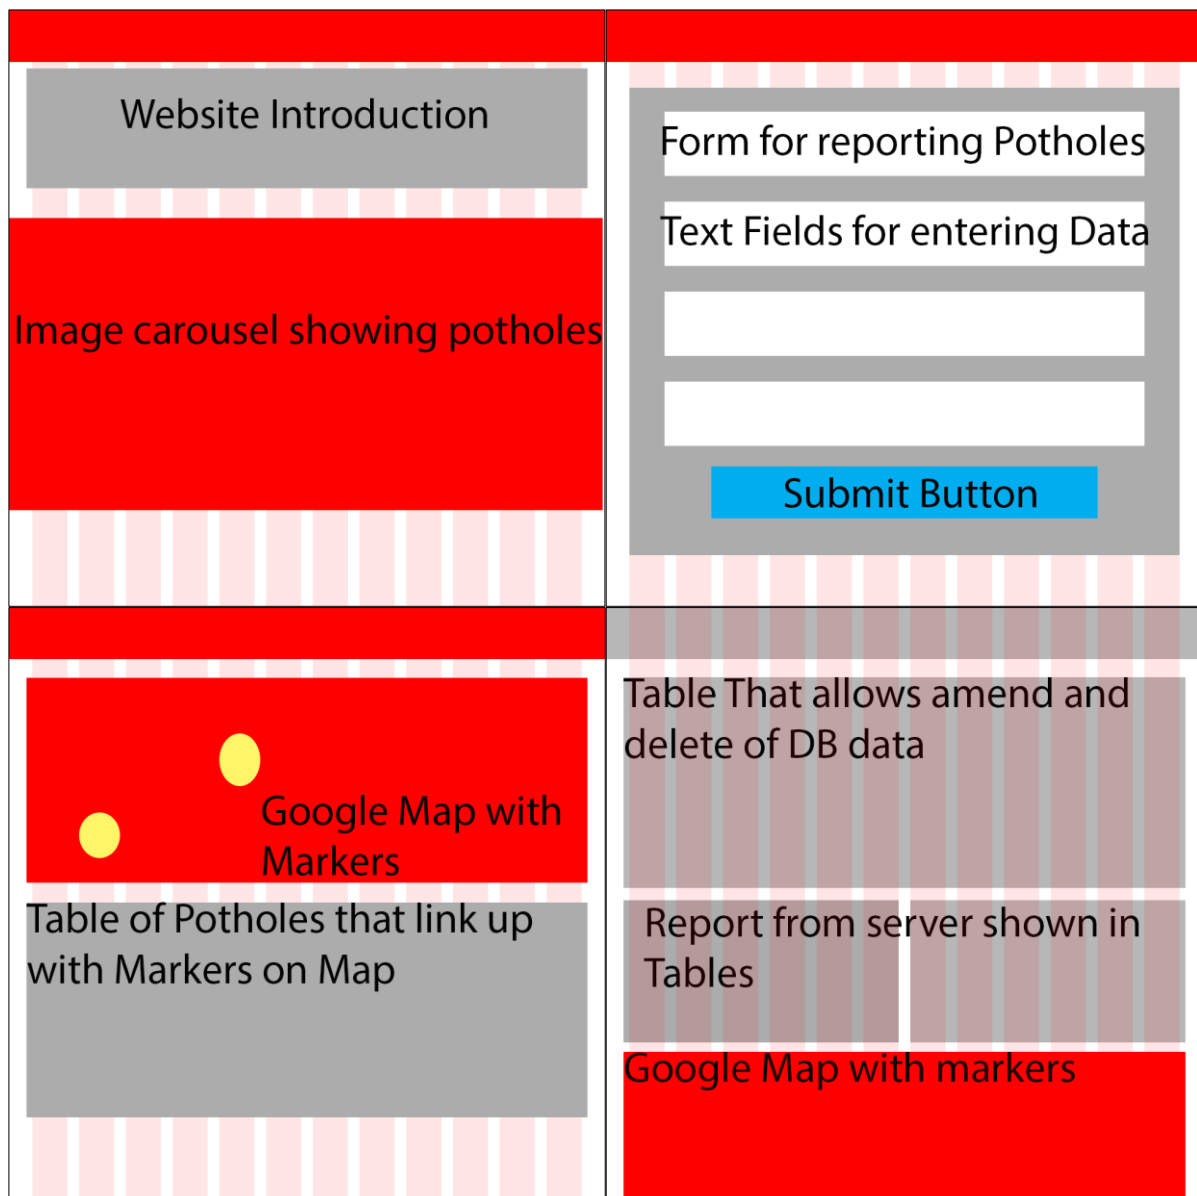 Website Introduction
Image carousel showing potholes
Form for reporting Potholes
Text Fields for entering Data
Submit Button
Google Map with
Markers
Table of Potholes that link up
with Markers on Map
Table That allows amend and
delete of DB data
Report from server shown in
Tables
Google Map with markers